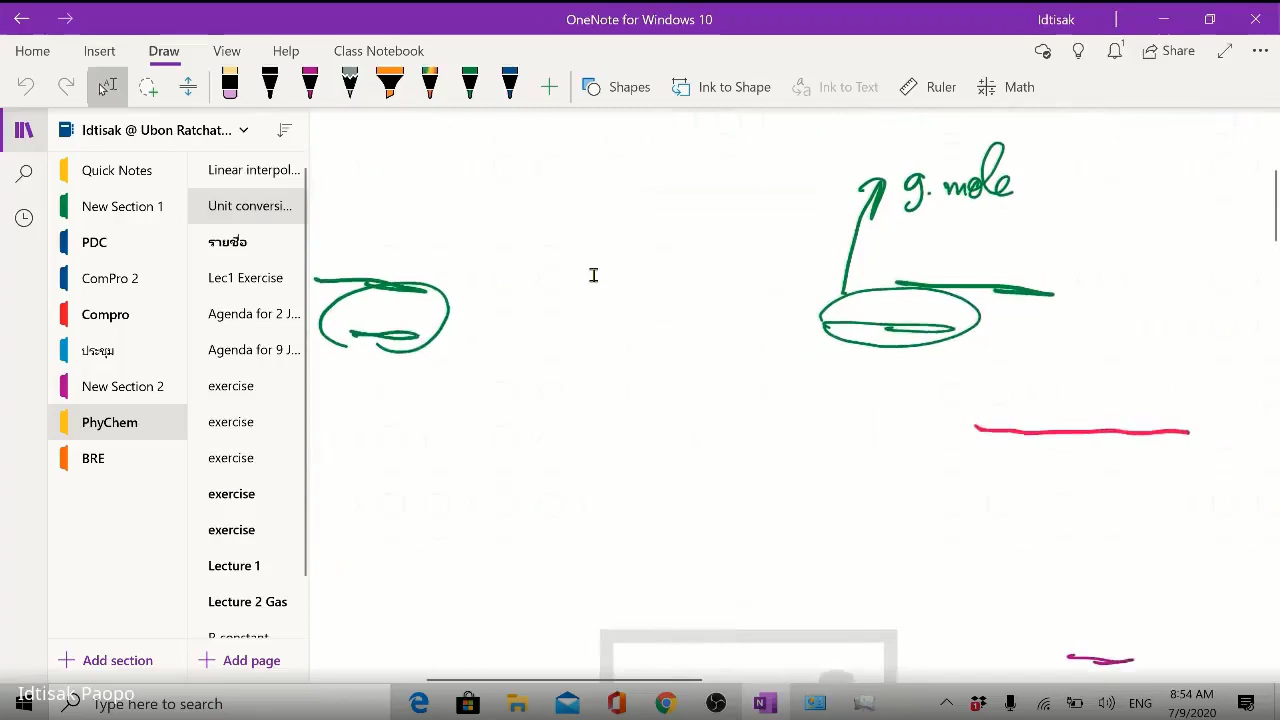 OneNote for Windows 10
Idtisak
Home Insert Draw View Help Class Notebook
Share
Shapes Ink to Shape Ink to Text Ruler Math
Idtisak @ Ubon Ratchat...
Quick Notes
New Section 1
PDC
ComPro 2
Compro
ประชุม
New Section 2
PhyChem
BRE
Linear interpol...
Unit conversi...
รายชื่อ
Lec1 Exercise
Agenda for 2 J...
Agenda for 9 J...
exercise
exercise
exercise
exercise
exercise
Lecture 1
Lecture 2 Gas
g. mole
Add section
Add page
Idtisak Paopo
Type here to search
ENG
8:54 AM
7/9/2020